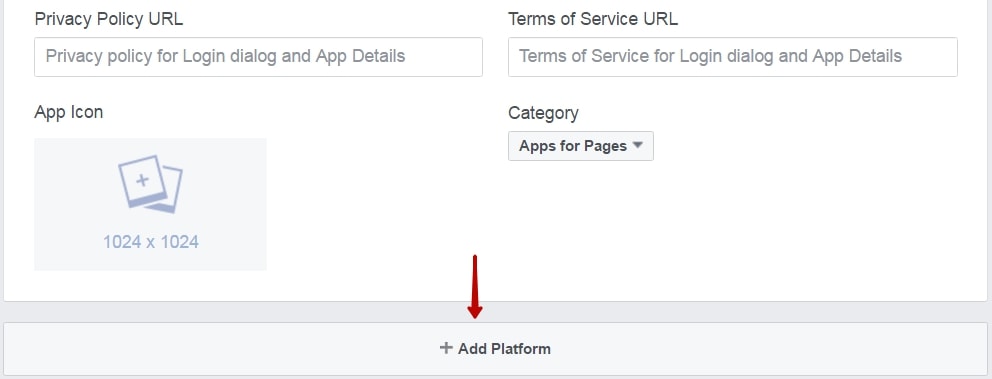 Privacy Policy URL
Terms of Service URL
Privacy policy for Login dialog and App Details
Terms of Service for Login dialog and App Details
App Icon
Category
Apps for Pages
1024 x 1024
+ Add Platform